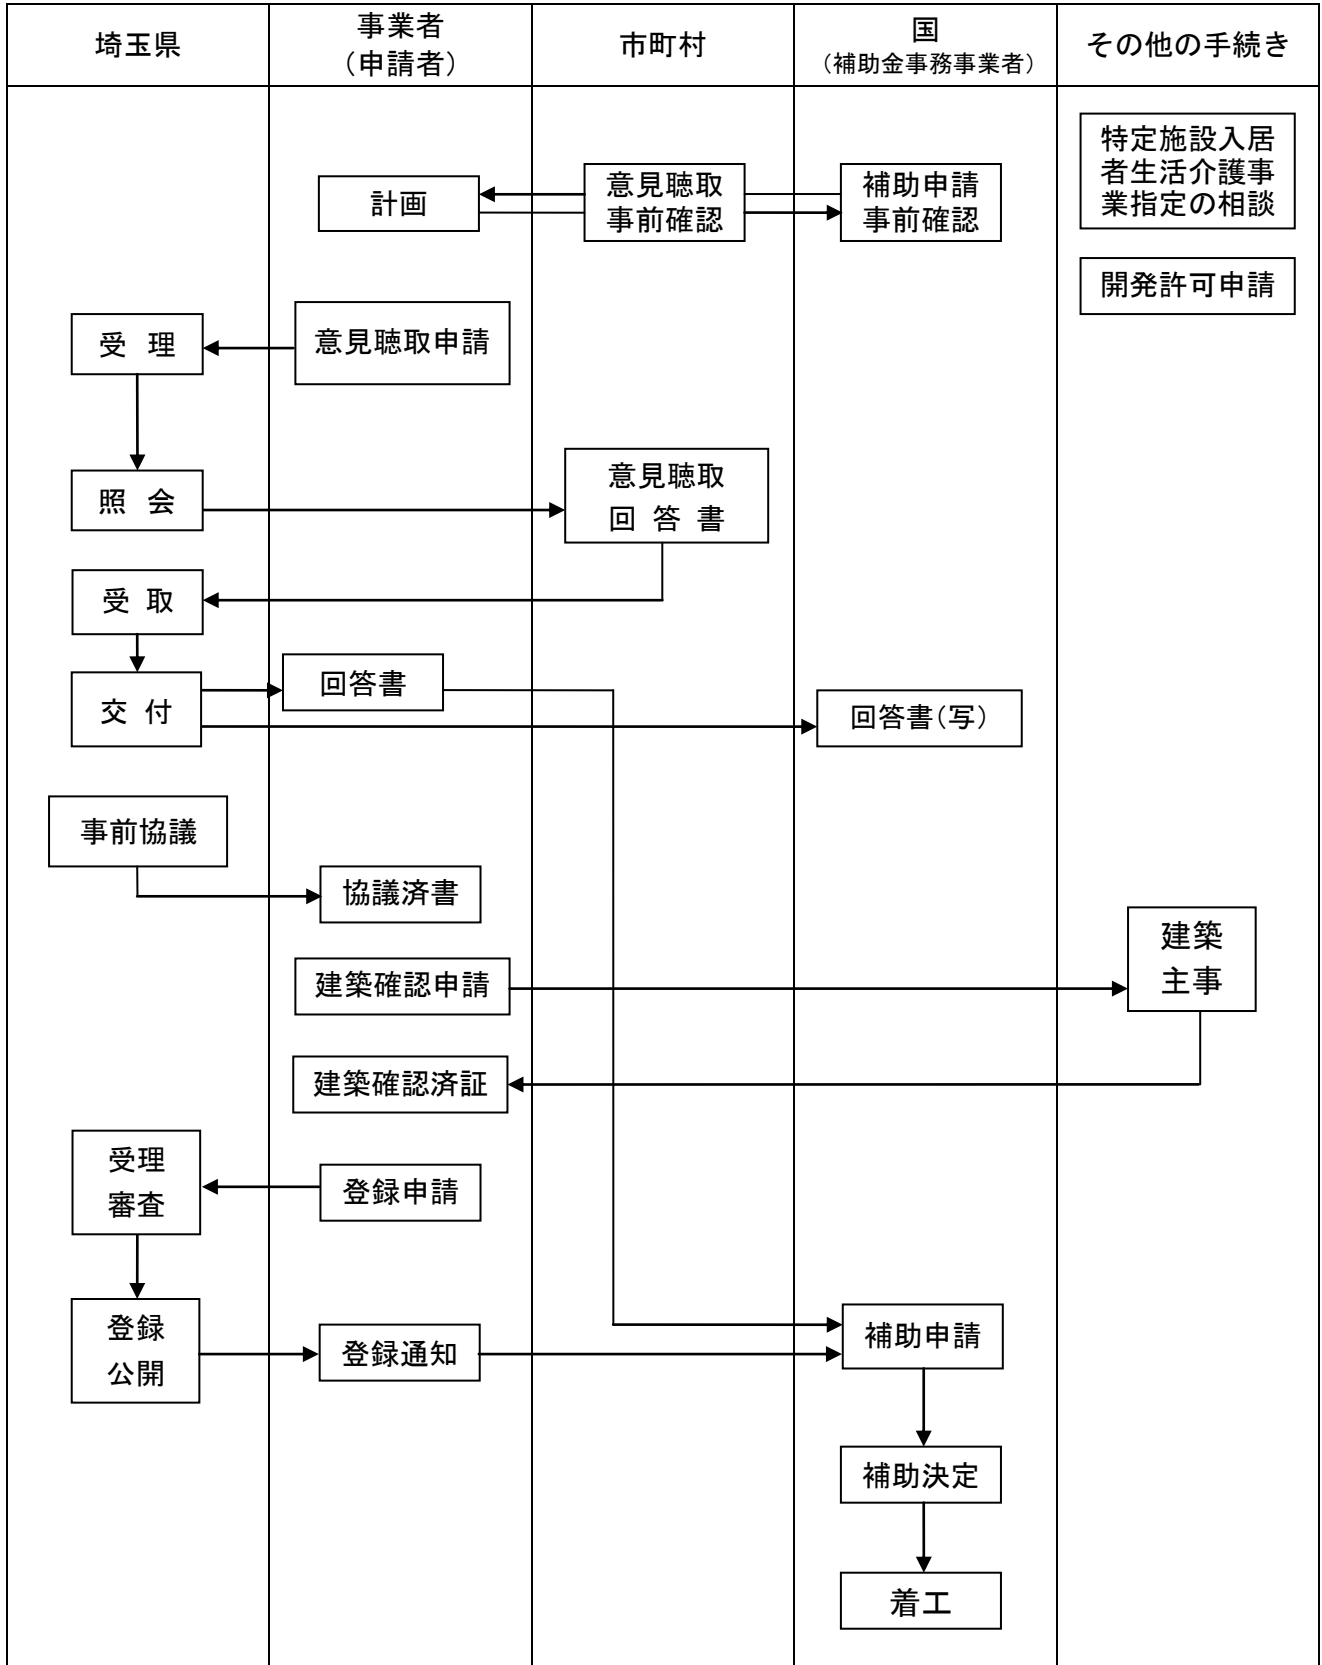 埼玉県
事業者
（申請者）
市町村
国
（補助金事務事業者）
その他の手続き
計画
意見聴取
事前確認
補助申請
事前確認
特定施設入居
者生活介護事
業指定の相談
開発許可申請
受　理
意見聴取申請
照　会
意見聴取
回 答 書
受 取
交 付
回答書
回答書（写）
事前協議
協議済書
建築確認申請
建築
主事
建築確認済証
受理
審査
登録申請
登録
公開
登録通知
補助申請
補助決定
着工